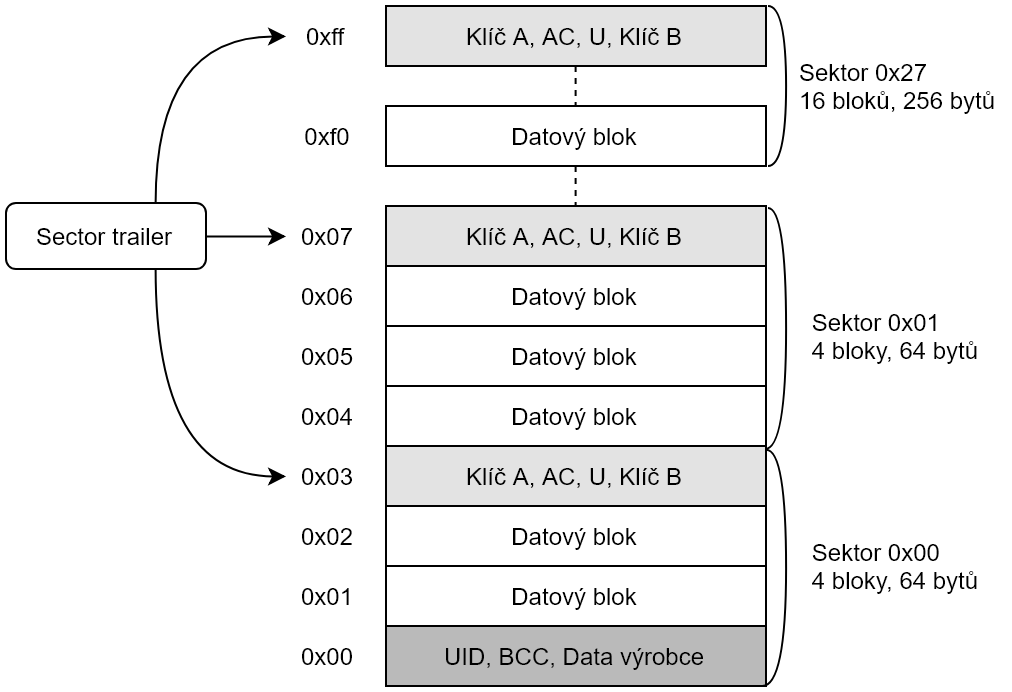 0xff
Klíč A, AC, U, Klíč B
Sektor 0x27
16 bloků, 256 bytů
0xf0
Datový blok
Sector trailer
0x07
Klíč A, AC, U, Klíč B
0x06
Datový blok
Sektor 0x01
4 bloky, 64 bytů
0x05
Datový blok
0x04
Datový blok
0x03
Klíč A, AC, U, Klíč B
0x02
Datový blok
Sektor 0x00
4 bloky, 64 bytů
0x01
Datový blok
0x00
UID, BCC, Data výrobce